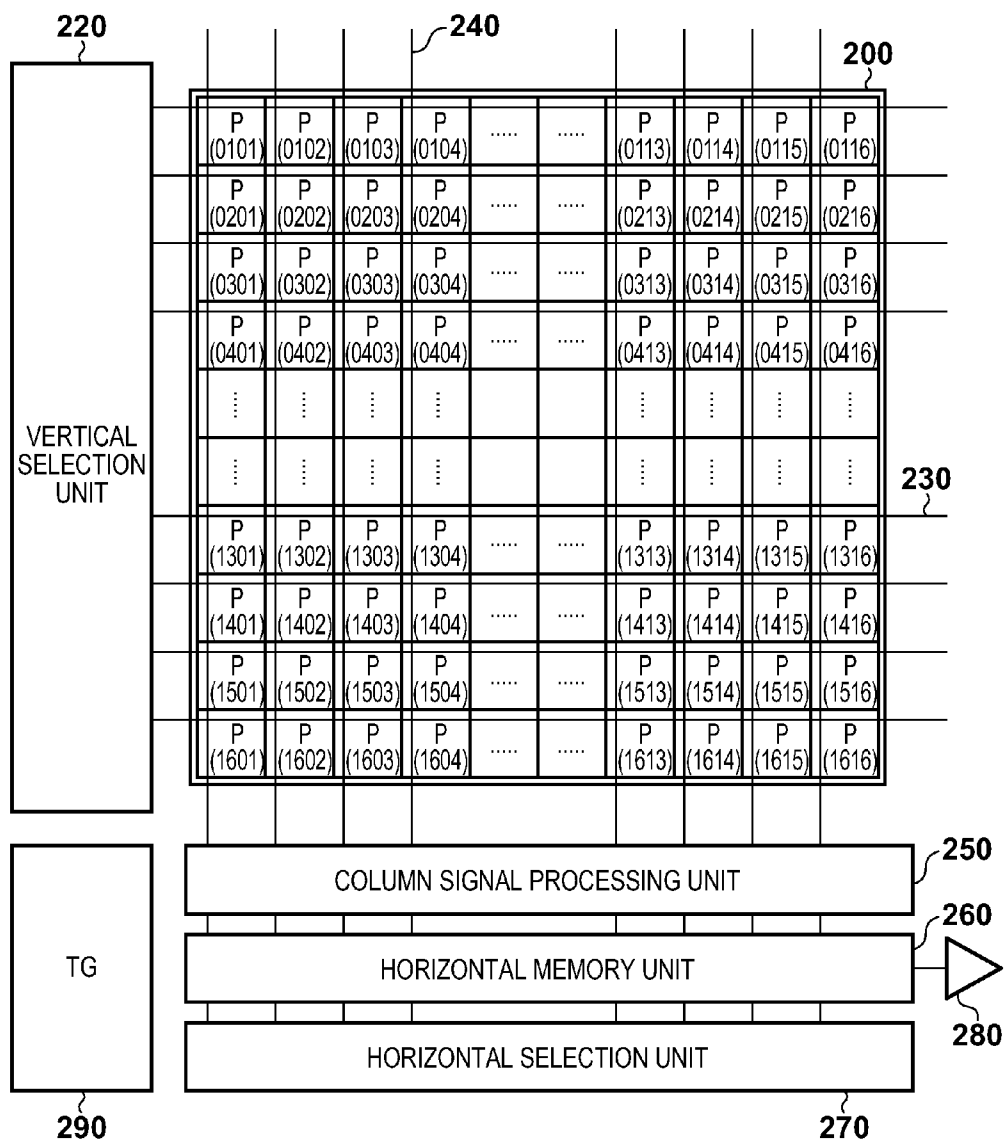 220
240
200
P P P P ..... ..... P P P P
(0101) (0102) (0103) (0104) (0113) (0114) (0115) (0116)
P P P P ..... ..... P P P P
(0201) (0202) (0203) (0204) (0213) (0214) (0215) (0216)
P P P P ..... ..... P P P P
(0301) (0302) (0303) (0304) (0313) (0314) (0315) (0316)
P P P P ..... ..... P P P P
(0401) (0402) (0403) (0404) (0413) (0414) (0415) (0416)
VERTICAL
SELECTION
UNIT
230
P P P P ..... ..... P P P P
(1301) (1302) (1303) (1304) (1313) (1314) (1315) (1316)
P P P P ..... ..... P P P P
(1401) (1402) (1403) (1404) (1413) (1414) (1415) (1416)
P P P P ..... ..... P P P P
(1501) (1502) (1503) (1504) (1513) (1514) (1515) (1516)
P P P P ..... ..... P P P P
(1601) (1602) (1603) (1604) (1613) (1614) (1615) (1616)
250
COLUMN SIGNAL PROCESSING UNIT
260
TG
HORIZONTAL MEMORY UNIT
280
HORIZONTAL SELECTION UNIT
290
270